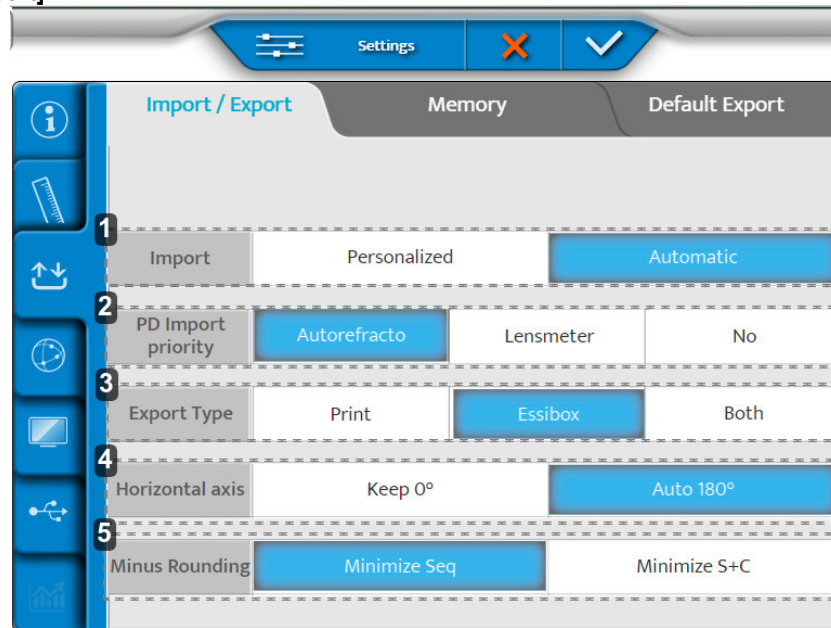 Settings
Import / Export Memory Default Export
1
Import Personalized Automatic
2
PD Import
priority Autorefracto Lensmeter No
3
Export Type Print Essibox Both
4
Horizontal axis Keep 0° Auto 180°
5
Minus Rounding Minimize Seq Minimize S+C